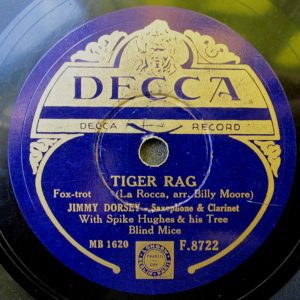 DECCA
DECCA RECORD
TIGER RAG
Fox-trot (La Rocca, arr. Billy Moore)
JIMMY DORSEY - Saxophone & Clarinet
With Spike Hughes & his Tree
Blind Mice
MB 1620 F.8722